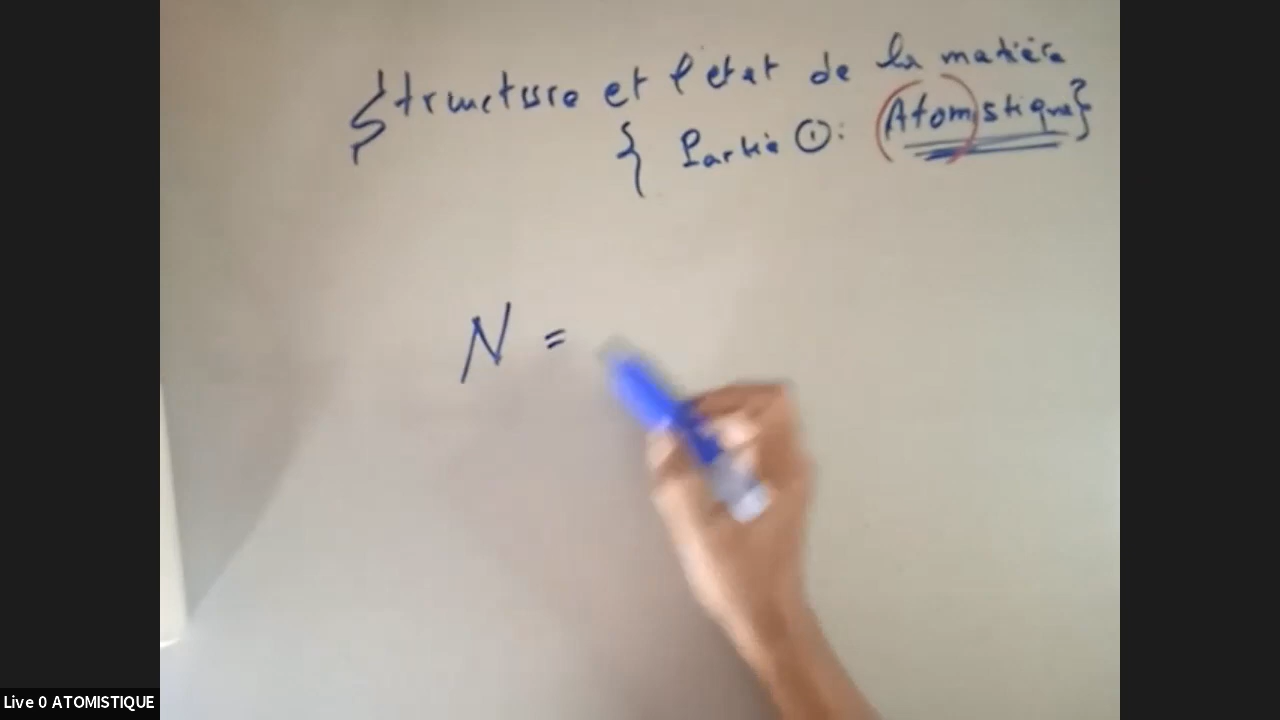 Structure et l'état de la matière
{ Partie ①: (Atomistique}
N =
Live 0 ATOMISTIQUE